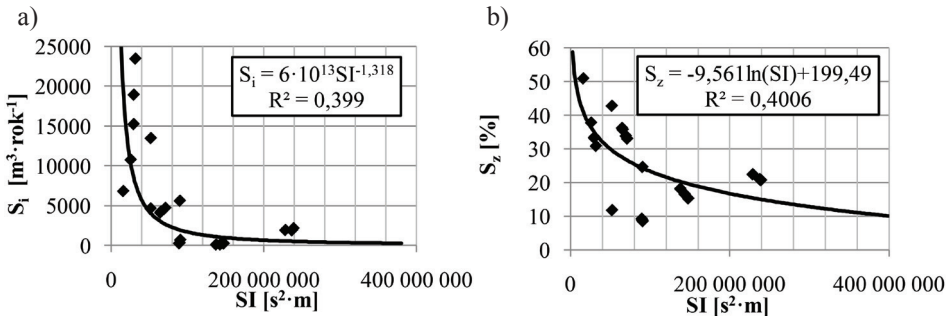 a)
25000
20000
15000
10000
5000
0
Sᵢ [m³·rok⁻¹]
Sᵢ = 6·10¹³SI⁻¹,³¹⁸
R² = 0,399
0 200 000 000 400 000 000
SI [s²·m]
b)
60
50
40
30
20
10
0
S_z [%]
S_z = -9,561ln(SI)+199,49
R² = 0,4006
0 200 000 000 400 000 000
SI [s²·m]